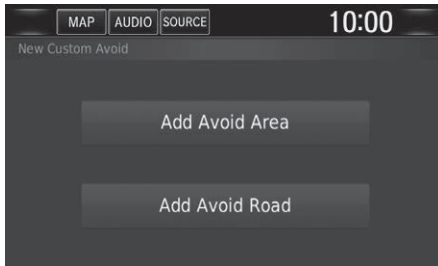 MAP AUDIO SOURCE 10:00
New Custom Avoid
Add Avoid Area
Add Avoid Road